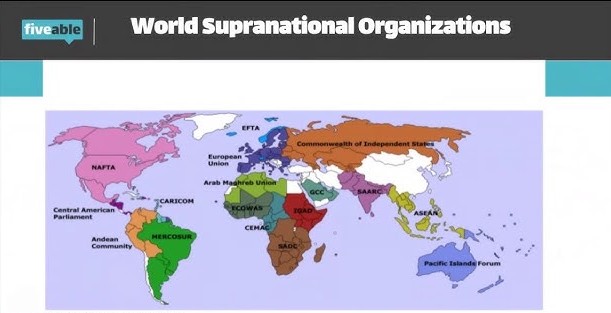 fiveable
World Supranational Organizations
EFTA
Commonwealth of Independent States
European
Union
NAFTA
Arab Maghreb Union
GCC
SAARC
CARICOM
ECOWAS
IGAD
Central American
Parliament
ASEAN
CEMAC
MERCOSUR
Andean
Community
SADC
Pacific Islands Forum